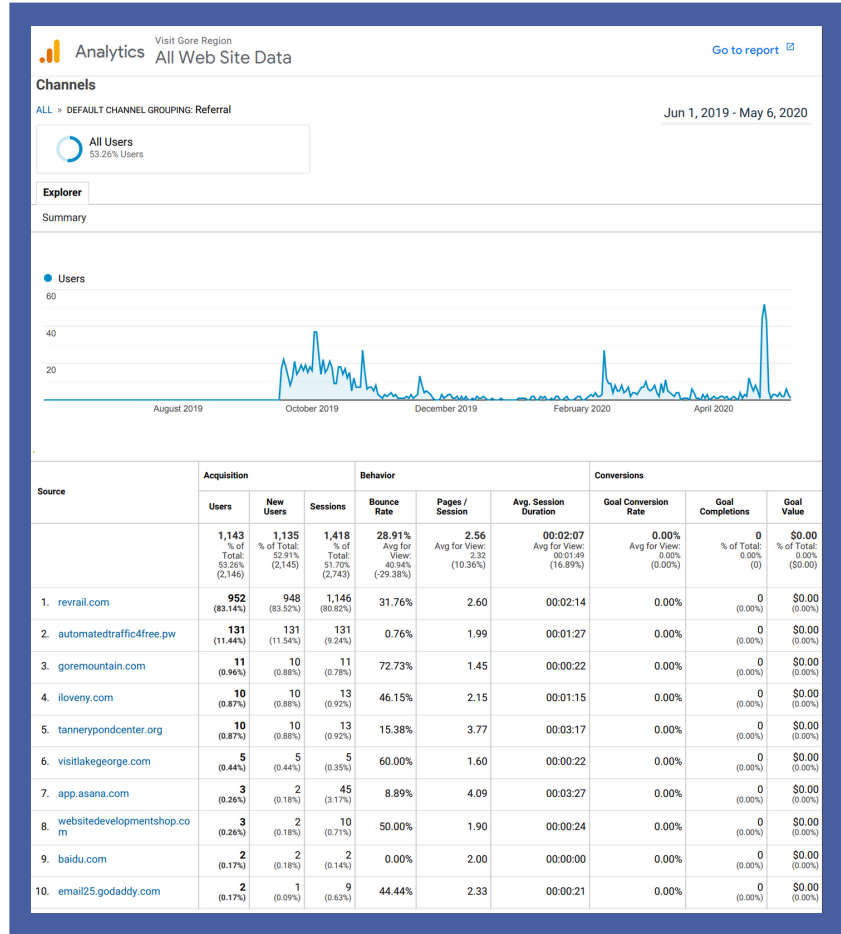 Analytics
Visit Gore Region
All Web Site Data
Go to report
Channels
ALL » DEFAULT CHANNEL GROUPING: Referral
Jun 1, 2019 - May 6, 2020
All Users
53.26% Users
Explorer
Summary
Users
60
40
20
August 2019 October 2019 December 2019 February 2020 April 2020
Source Acquisition Behavior Conversions
Users New Users Sessions Bounce Rate Pages / Session Avg. Session Duration Goal Conversion Rate Goal Completions Goal Value
1,143 % of Total: 53.26% (2,146) 1,135 % of Total: 52.91% (2,145) 1,418 % of Total: 51.70% (2,743) 28.91% Avg for View: 40.94% (-29.38%) 2.56 Avg for View: 2.32 (10.36%) 00:02:07 Avg for View: 00:01:49 (16.89%) 0.00% Avg for View: 0.00% (0.00%) 0 % of Total: 0.00% (0) $0.00 % of Total: 0.00% ($0.00)
1. revrail.com 952 (83.14%) 948 (83.52%) 1,146 (80.82%) 31.76% 2.60 00:02:14 0.00% 0 (0.00%) $0.00 (0.00%)
2. automatedtraffic4free.pw 131 (11.44%) 131 (11.54%) 131 (9.24%) 0.76% 1.99 00:01:27 0.00% 0 (0.00%) $0.00 (0.00%)
3. goremountain.com 11 (0.96%) 10 (0.88%) 11 (0.78%) 72.73% 1.45 00:00:22 0.00% 0 (0.00%) $0.00 (0.00%)
4. iloveny.com 10 (0.87%) 10 (0.88%) 13 (0.92%) 46.15% 2.15 00:01:15 0.00% 0 (0.00%) $0.00 (0.00%)
5. tannerypondcenter.org 10 (0.87%) 10 (0.88%) 13 (0.92%) 15.38% 3.77 00:03:17 0.00% 0 (0.00%) $0.00 (0.00%)
6. visitlakegeorge.com 5 (0.44%) 5 (0.44%) 5 (0.35%) 60.00% 1.60 00:00:22 0.00% 0 (0.00%) $0.00 (0.00%)
7. app.asana.com 3 (0.26%) 2 (0.18%) 45 (3.17%) 8.89% 4.09 00:03:27 0.00% 0 (0.00%) $0.00 (0.00%)
8. websitedevelopmentshop.com 3 (0.26%) 2 (0.18%) 10 (0.71%) 50.00% 1.90 00:00:24 0.00% 0 (0.00%) $0.00 (0.00%)
9. baidu.com 2 (0.17%) 2 (0.18%) 2 (0.14%) 0.00% 2.00 00:00:00 0.00% 0 (0.00%) $0.00 (0.00%)
10. email25.godaddy.com 2 (0.17%) 1 (0.09%) 9 (0.63%) 44.44% 2.33 00:00:21 0.00% 0 (0.00%) $0.00 (0.00%)